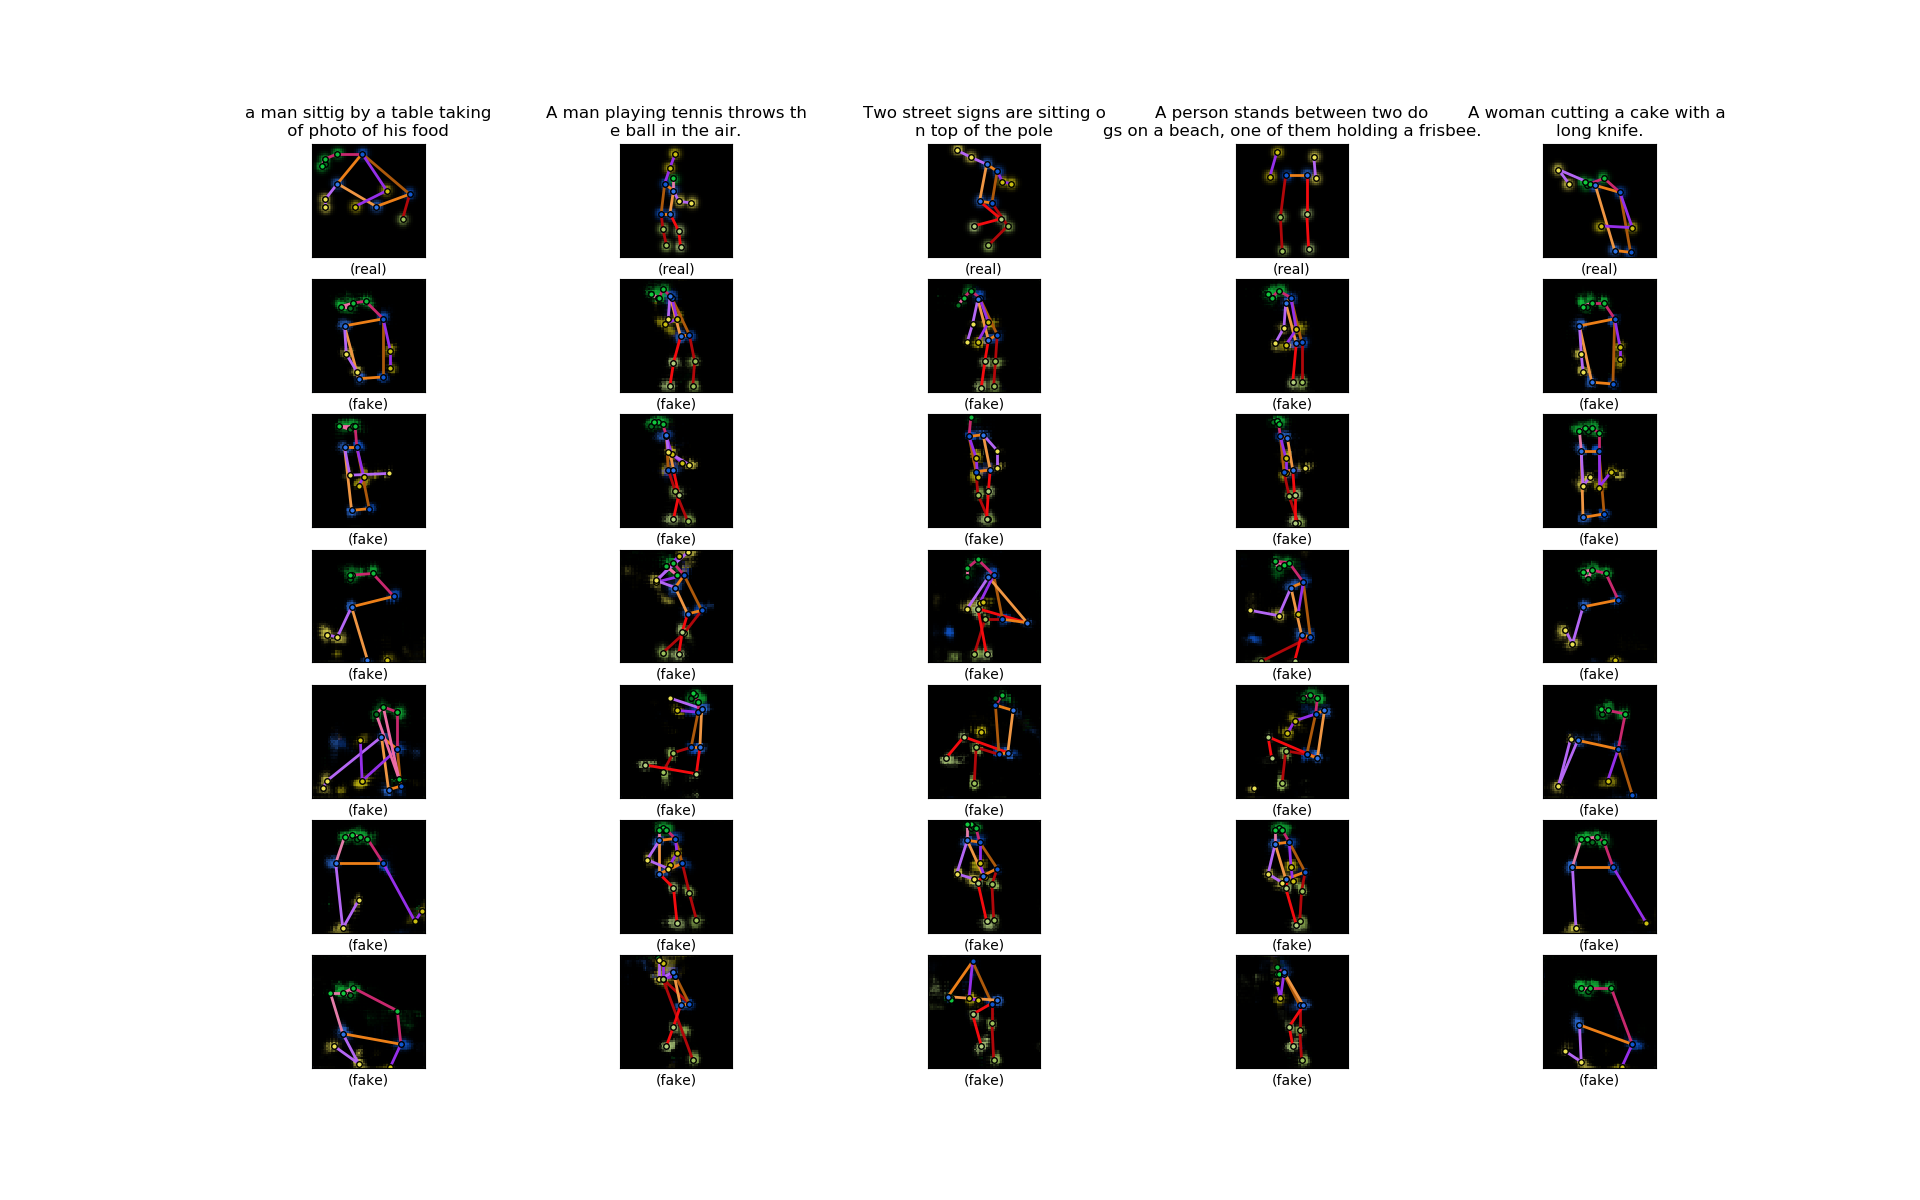 a man sittig by a table taking
of photo of his food
A man playing tennis throws th
e ball in the air.
Two street signs are sitting o
n top of the pole
A person stands between two do
gs on a beach, one of them holding a frisbee.
A woman cutting a cake with a
long knife.
(real) (real) (real) (real) (real)
(fake) (fake) (fake) (fake) (fake)
(fake) (fake) (fake) (fake) (fake)
(fake) (fake) (fake) (fake) (fake)
(fake) (fake) (fake) (fake) (fake)
(fake) (fake) (fake) (fake) (fake)
(fake) (fake) (fake) (fake) (fake)